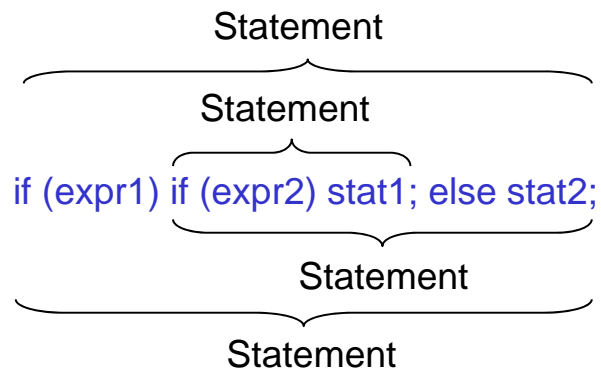 Statement
Statement
if (expr1) if (expr2) stat1; else stat2;
Statement
Statement